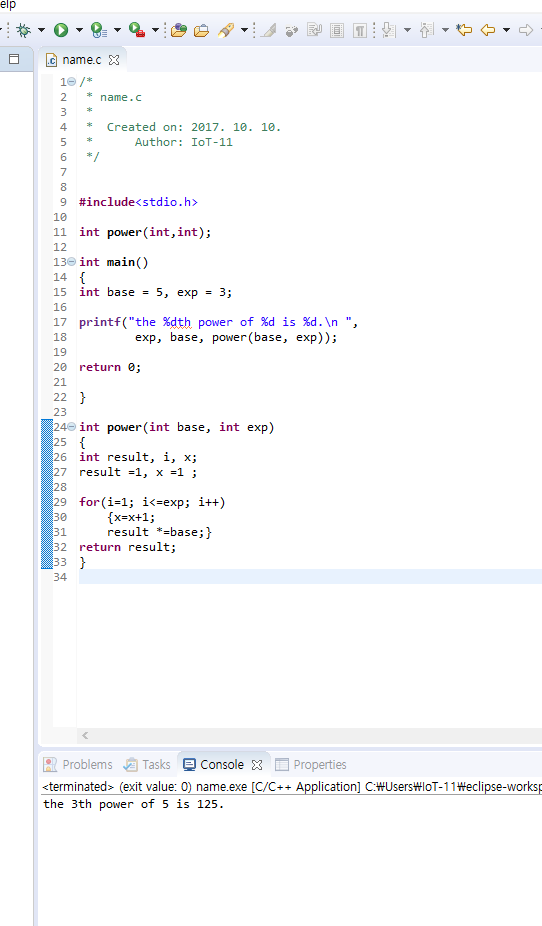 elp
name.c
1 /*
2  * name.c
3  *
4  *  Created on: 2017. 10. 10.
5  *      Author: IoT-11
6  */
7
8
9 #include<stdio.h>
10
11 int power(int,int);
12
13 int main()
14 {
15 int base = 5, exp = 3;
16
17 printf("the %dth power of %d is %d.\n ",
18         exp, base, power(base, exp));
19
20 return 0;
21
22 }
23
24 int power(int base, int exp)
25 {
26 int result, i, x;
27 result =1, x =1 ;
28
29 for(i=1; i<=exp; i++)
30     {x=x+1;
31     result *=base;}
32 return result;
33 }
34
Problems Tasks Console Properties
<terminated> (exit value: 0) name.exe [C/C++ Application] C:₩Users₩IoT-11₩eclipse-worksp
the 3th power of 5 is 125.